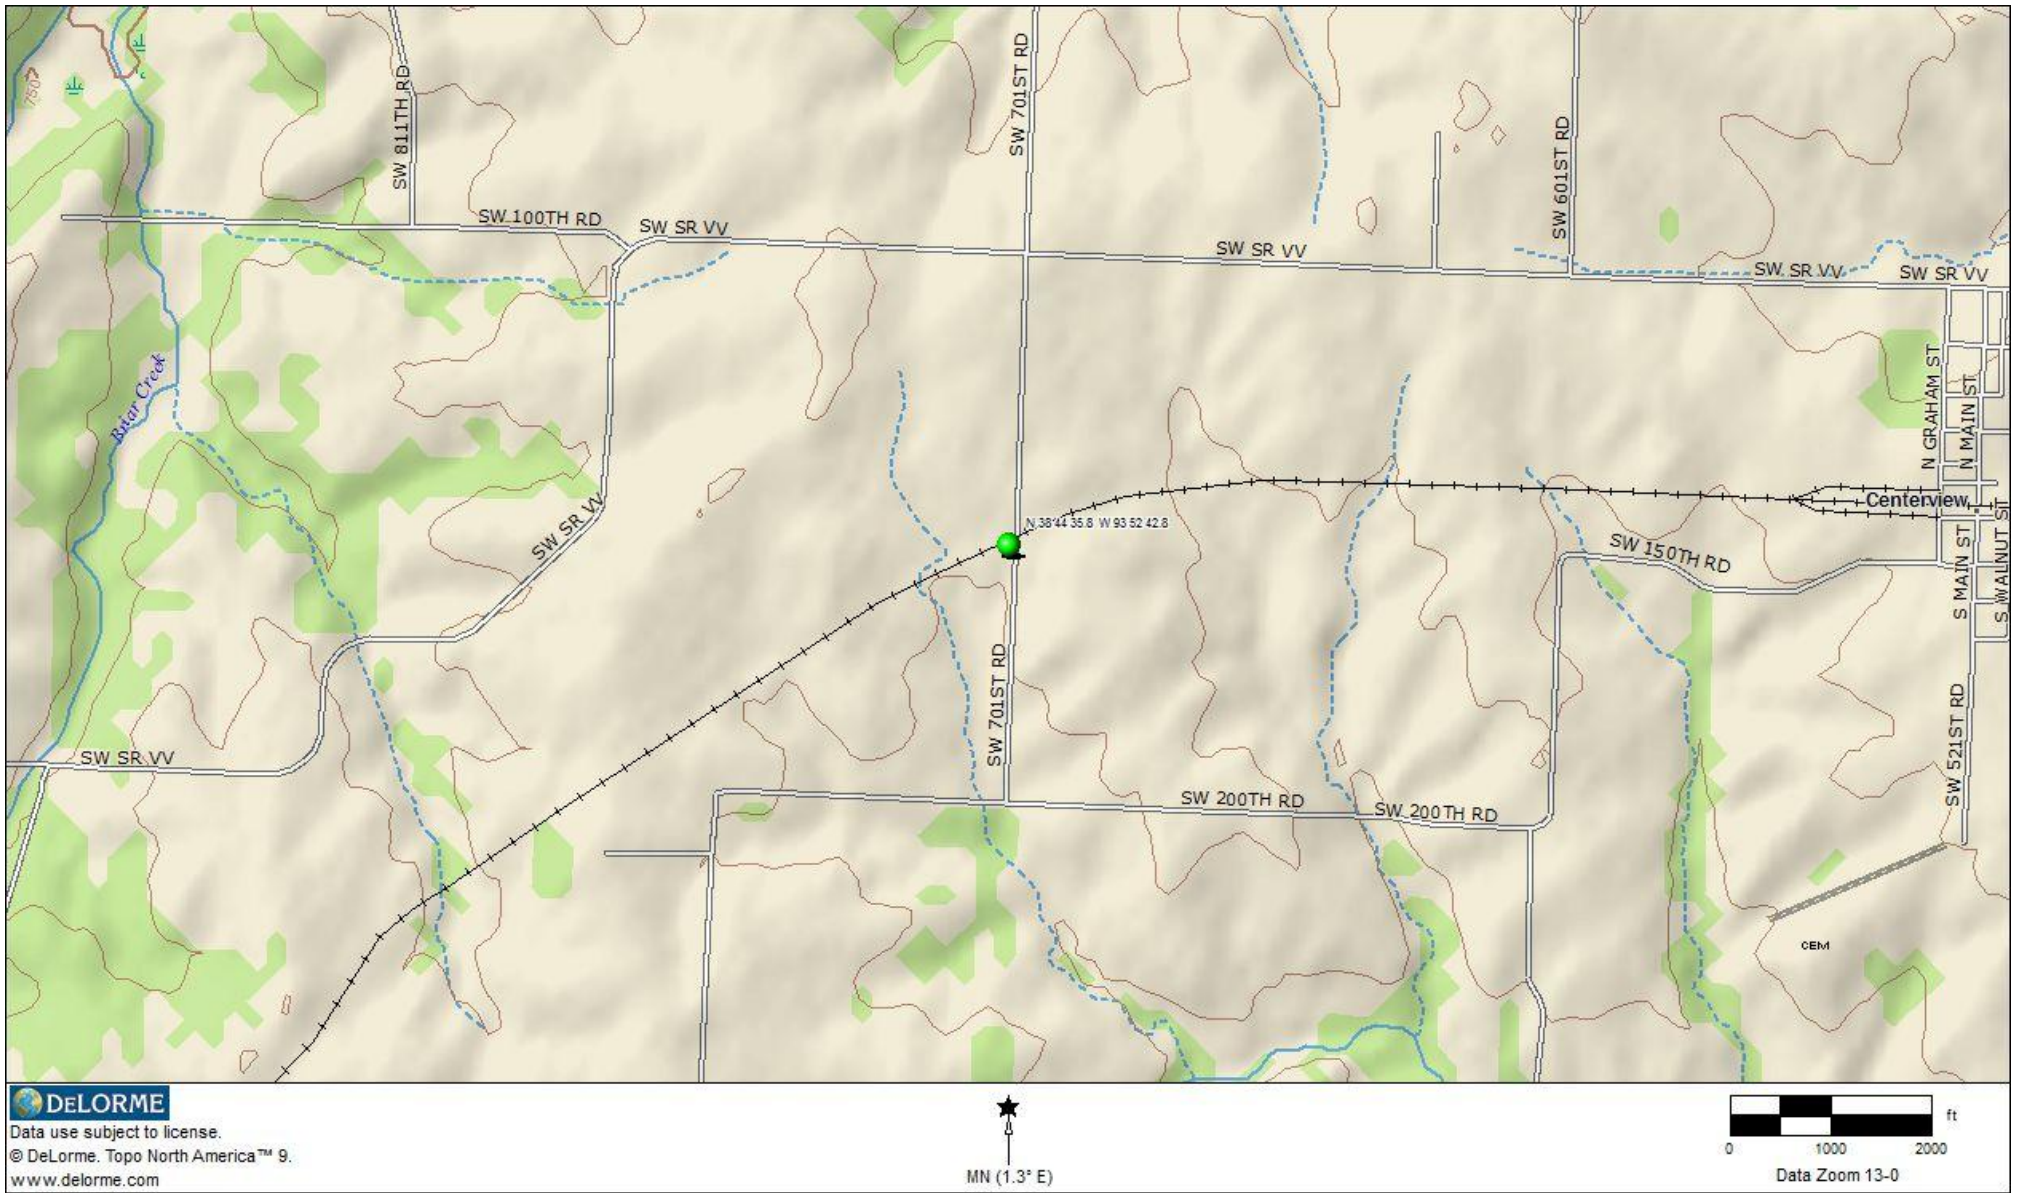 750
SW 811TH RD
SW 701ST RD
SW 601ST RD
SW 100TH RD
SW SR VV
SW SR VV
SW SR VV
SW SR VV
Briar Creek
N GRAHAM ST
N MAIN ST
SW SR VV
N 38 44 35.8 W 93 52 42.8
Centerview
SW 150TH RD
S MAIN ST
S WALNUT ST
SW 701ST RD
SW 521ST RD
SW SR VV
SW 200TH RD
SW 200TH RD
CEM
DELORME
Data use subject to license.
© DeLorme. Topo North America™ 9.
www.delorme.com
MN (1.3° E)
ft
0 1000 2000
Data Zoom 13-0